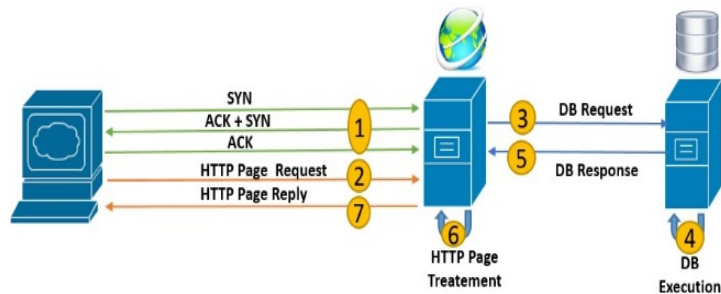 SYN
ACK + SYN
1
ACK
HTTP Page Request
2
HTTP Page Reply
7
3
DB Request
5
DB Response
6
HTTP Page
Treatement
4
DB
Execution